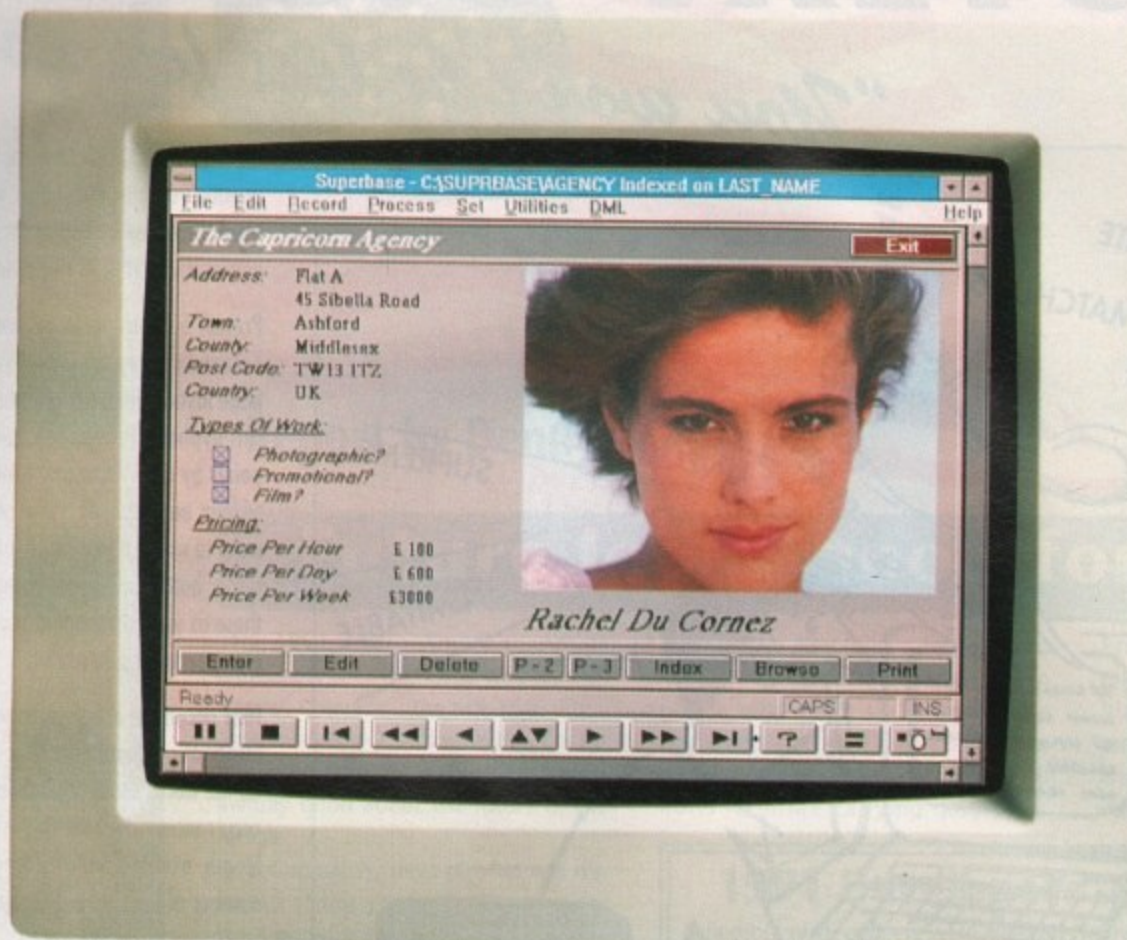 Superbase - C:\SUPRBASE\AGENCY Indexed on LAST_NAME
File Edit Record Process Set Utilities DML Help
The Capricorn Agency Exit
Address: Flat A
45 Sibella Road
Town: Ashford
County: Middlesex
Post Code: TW13 1TZ
Country: UK
Types Of Work:
Photographic?
Promotional?
Film?
Pricing:
Price Per Hour £ 100
Price Per Day £ 600
Price Per Week £3000
Rachel Du Cornez
Enter Edit Delete P - 2 P - 3 Index Browse Print
Ready CAPS INS